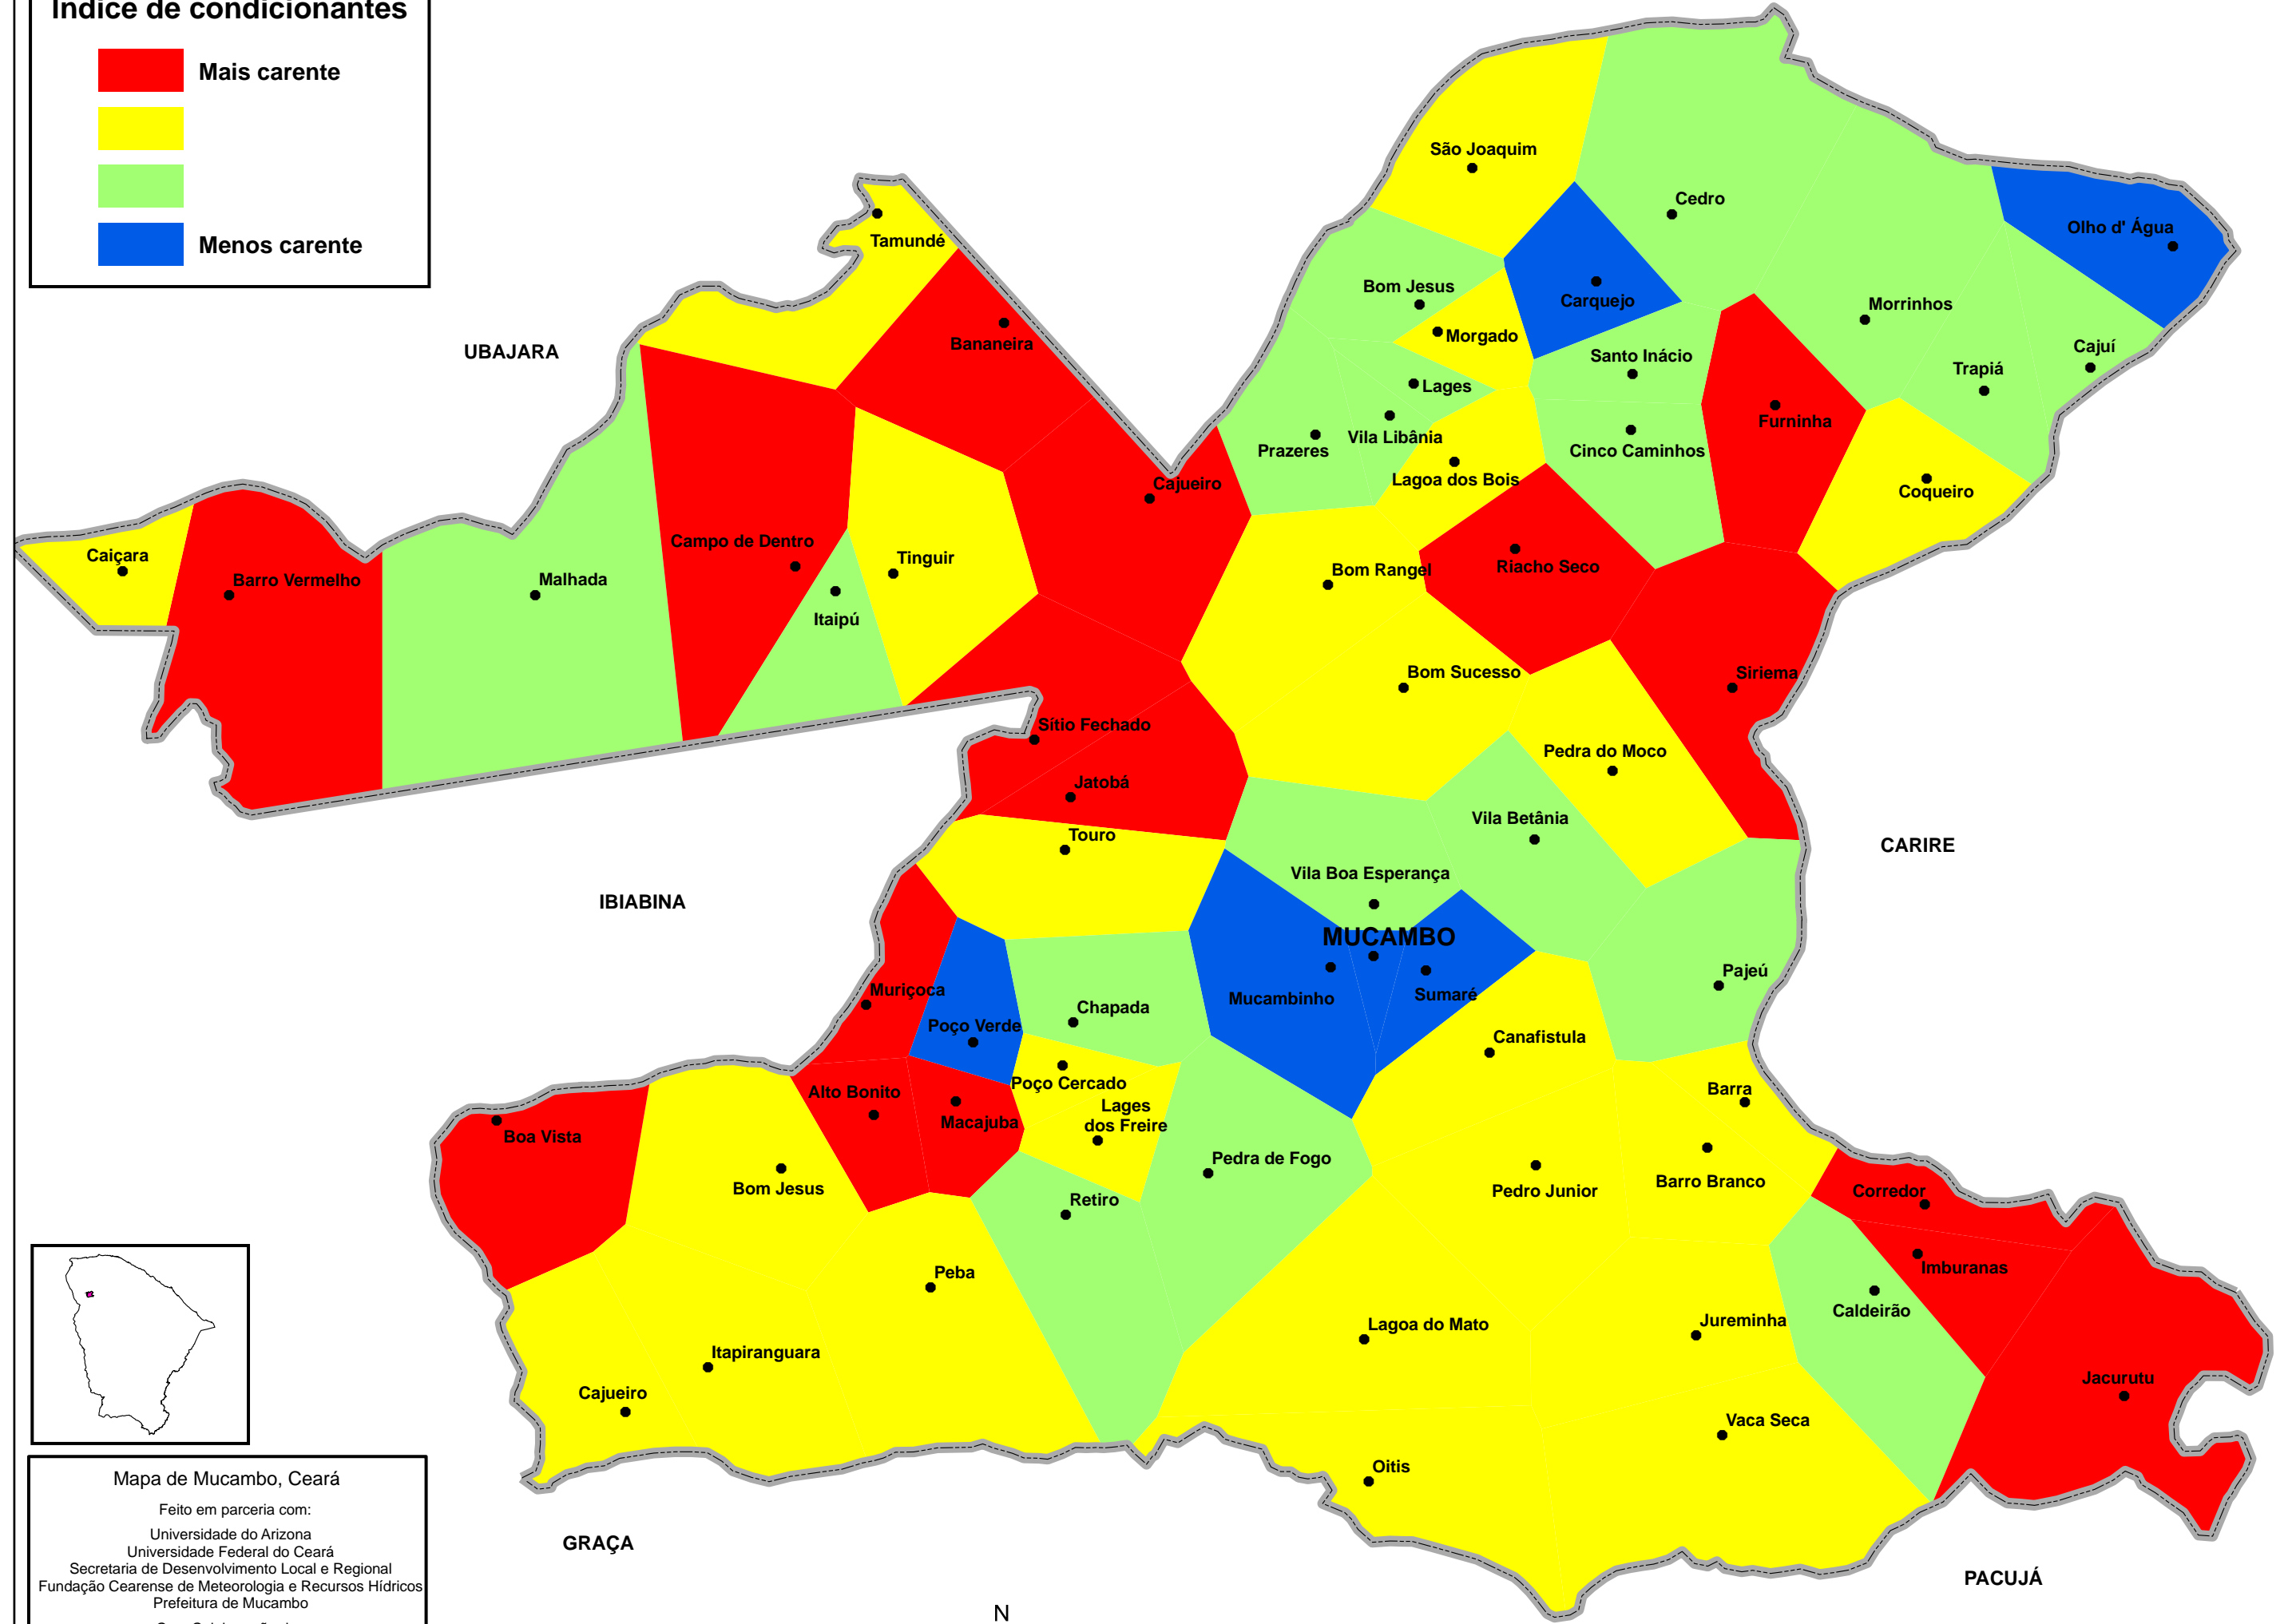 Índice de condicionantes
Mais carente
Menos carente
São Joaquim
Cedro
Olho d' Água
Tamundé
Bom Jesus
Carquejo
Morrinhos
Bananeira
Morgado
UBAJARA
Santo Inácio
Cajuí
Trapiá
Lages
Furninha
Vila Libânia
Prazeres
Cinco Caminhos
Lagoa dos Bois
Cajueiro
Coqueiro
Campo de Dentro
Caiçara
Tinguir
Bom Rangel
Riacho Seco
Barro Vermelho
Malhada
Itaipú
Bom Sucesso
Siriema
Sítio Fechado
Pedra do Moco
Jatobá
Vila Betânia
Touro
CARIRE
Vila Boa Esperança
IBIABINA
MUCAMBO
Pajeú
Muriçoca
Mucambinho
Sumaré
Chapada
Poço Verde
Canafistula
Poço Cercado
Barra
Alto Bonito
Lages
dos Freire
Macajuba
Boa Vista
Pedra de Fogo
Barro Branco
Bom Jesus
Pedro Junior
Corredor
Retiro
Imburanas
Peba
Caldeirão
Jureminha
Lagoa do Mato
Itapiranguara
Jacurutu
Cajueiro
Vaca Seca
Oitis
GRAÇA
PACUJÁ
Mapa de Mucambo, Ceará
Feito em parceria com:
Universidade do Arizona
Universidade Federal do Ceará
Secretaria de Desenvolvimento Local e Regional
Fundação Cearense de Meteorologia e Recursos Hídricos
Prefeitura de Mucambo
N